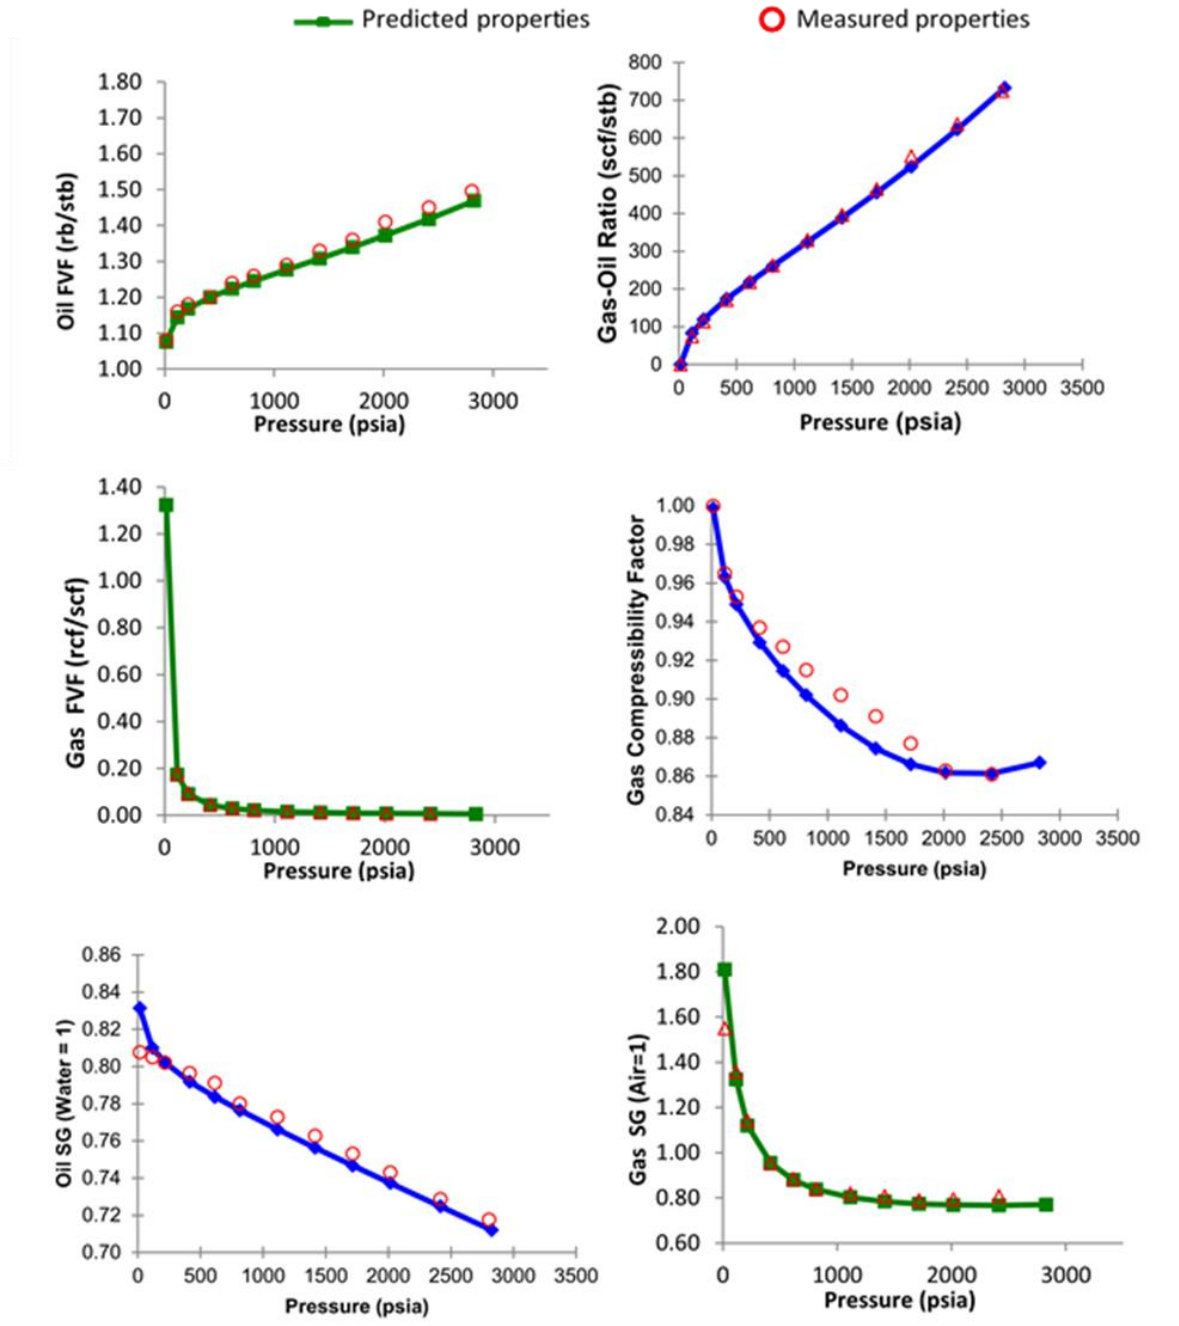 Predicted properties
Measured properties
Oil FVF (rb/stb)
1.80
1.70
1.60
1.50
1.40
1.30
1.20
1.10
1.00
0 1000 2000 3000
Pressure (psia)
Gas-Oil Ratio (scf/stb)
800
700
600
500
400
300
200
100
0
0 500 1000 1500 2000 2500 3000 3500
Pressure (psia)
Gas FVF (rcf/scf)
1.40
1.20
1.00
0.80
0.60
0.40
0.20
0.00
0 1000 2000 3000
Pressure (psia)
Gas Compressibility Factor
1.00
0.98
0.96
0.94
0.92
0.90
0.88
0.86
0.84
0 500 1000 1500 2000 2500 3000 3500
Pressure (psia)
Oil SG (Water = 1)
0.86
0.84
0.82
0.80
0.78
0.76
0.74
0.72
0.70
0 500 1000 1500 2000 2500 3000 3500
Pressure (psia)
Gas SG (Air=1)
2.00
1.80
1.60
1.40
1.20
1.00
0.80
0.60
0 1000 2000 3000
Pressure (psia)